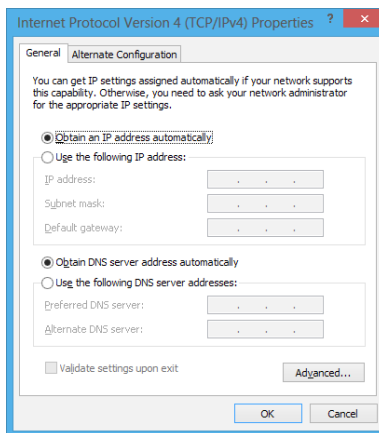 Internet Protocol Version 4 (TCP/IPv4) Properties ? ×
General Alternate Configuration
You can get IP settings assigned automatically if your network supports
this capability. Otherwise, you need to ask your network administrator
for the appropriate IP settings.
Obtain an IP address automatically
Use the following IP address:
IP address: . . .
Subnet mask: . . .
Default gateway: . . .
Obtain DNS server address automatically
Use the following DNS server addresses:
Preferred DNS server: . . .
Alternate DNS server: . . .
Validate settings upon exit
Advanced...
OK Cancel